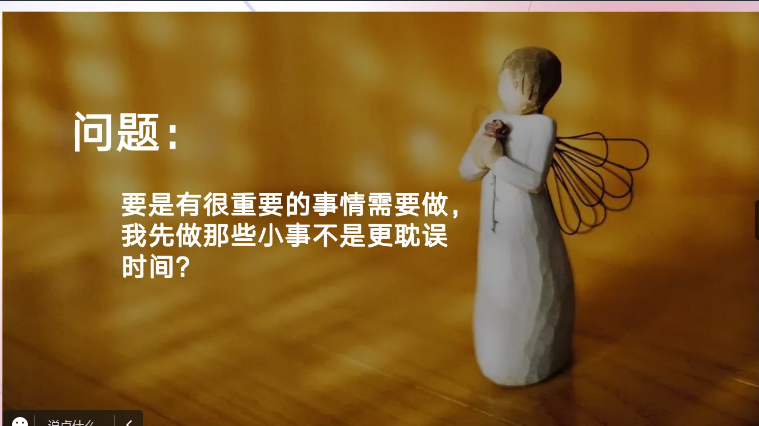 问题：
要是有很重要的事情需要做，
我先做那些小事不是更耽误
时间？
说点什么